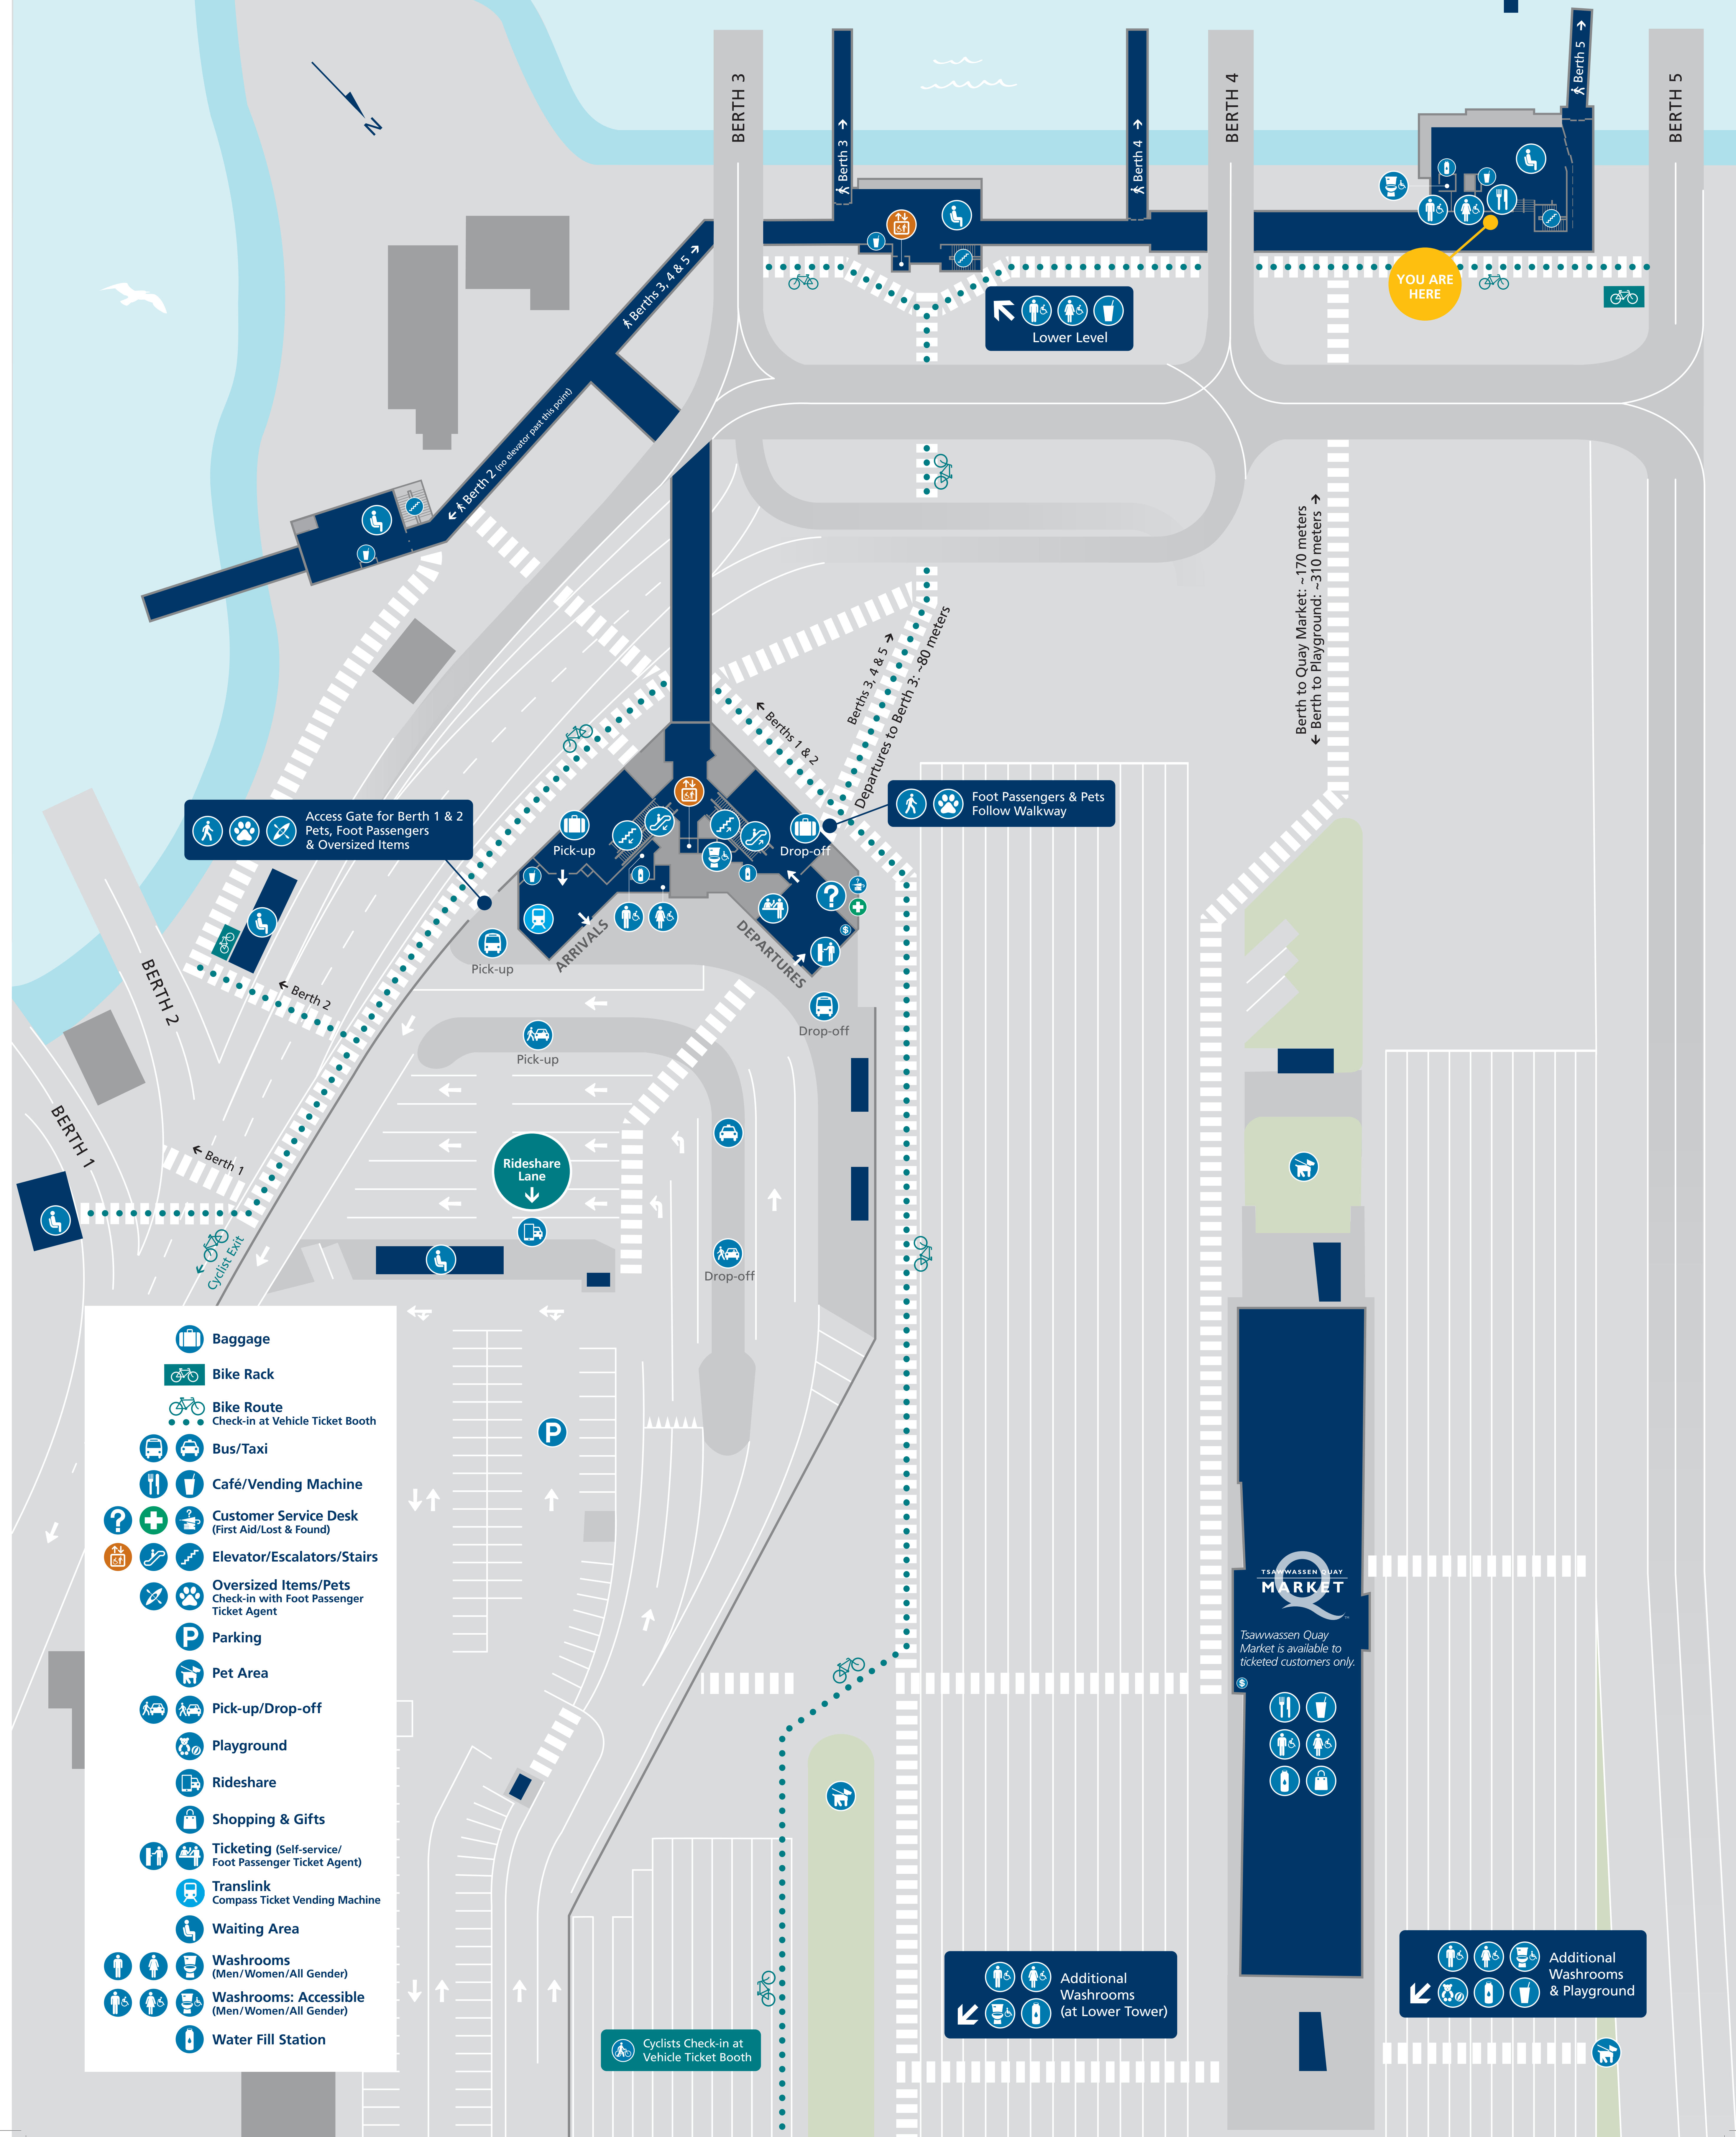 N
BERTH 3
Berth 3
Berth 4
BERTH 4
Berth 5
BERTH 5
YOU ARE
HERE
Lower Level
Berths 3, 4 & 5
Berth 2 (no elevator past this point)
Berth to Quay Market: ~170 meters
Berth to Playground: ~310 meters
Berths 3, 4 & 5
Departures to Berth 3: ~80 meters
Berths 1 & 2
Foot Passengers & Pets
Follow Walkway
Access Gate for Berth 1 & 2
Pets, Foot Passengers
& Oversized Items
Pick-up
Drop-off
ARRIVALS
DEPARTURES
Pick-up
Drop-off
Pick-up
BERTH 2
Berth 2
BERTH 1
Berth 1
Cyclist Exit
Rideshare
Lane
Drop-off
P
Baggage
Bike Rack
Bike Route
Check-in at Vehicle Ticket Booth
Bus/Taxi
Café/Vending Machine
? Customer Service Desk
(First Aid/Lost & Found)
Elevator/Escalators/Stairs
Oversized Items/Pets
Check-in with Foot Passenger
Ticket Agent
P Parking
Pet Area
Pick-up/Drop-off
Playground
Rideshare
Shopping & Gifts
Ticketing (Self-service/
Foot Passenger Ticket Agent)
Translink
Compass Ticket Vending Machine
Waiting Area
Washrooms
(Men/Women/All Gender)
Washrooms: Accessible
(Men/Women/All Gender)
Water Fill Station
TSAWWASSEN QUAY
Q
MARKET
Tsawwassen Quay
Market is available to
ticketed customers only.
$
Additional
Washrooms
(at Lower Tower)
Additional
Washrooms
& Playground
Cyclists Check-in at
Vehicle Ticket Booth